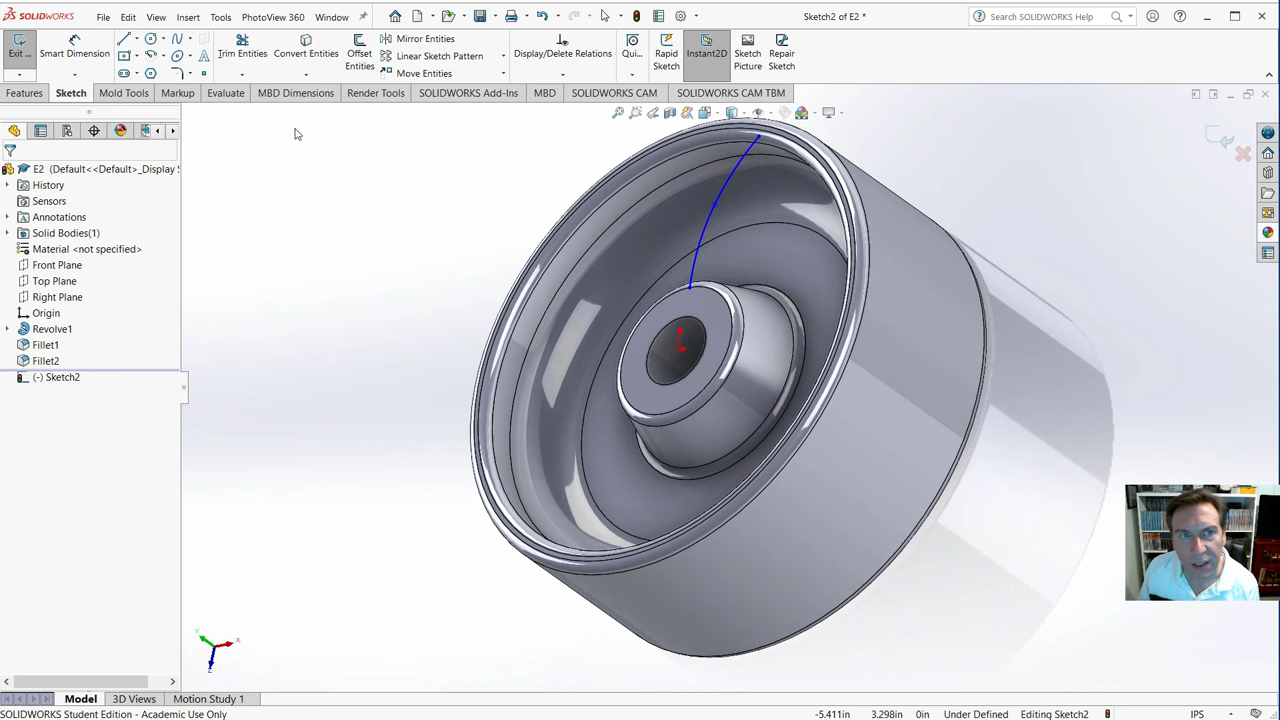 SOLIDWORKS
File
Edit
View
Insert
Tools
PhotoView 360
Window
Sketch2 of E2 *
Search SOLIDWORKS Help
Exit ...
Smart Dimension
Trim Entities
Convert Entities
Offset
Entities
Mirror Entities
Linear Sketch Pattern
Move Entities
Display/Delete Relations
Qui...
Rapid
Sketch
Instant2D
Sketch
Picture
Repair
Sketch
Features
Sketch
Mold Tools
Markup
Evaluate
MBD Dimensions
Render Tools
SOLIDWORKS Add-Ins
MBD
SOLIDWORKS CAM
SOLIDWORKS CAM TBM
E2 (Default<<Default>_Display S
History
Sensors
Annotations
Solid Bodies(1)
Material <not specified>
Front Plane
Top Plane
Right Plane
Origin
Revolve1
Fillet1
Fillet2
(-) Sketch2
Model
3D Views
Motion Study 1
SOLIDWORKS Student Edition - Academic Use Only
-5.411in
3.298in
0in
Under Defined
Editing Sketch2
IPS